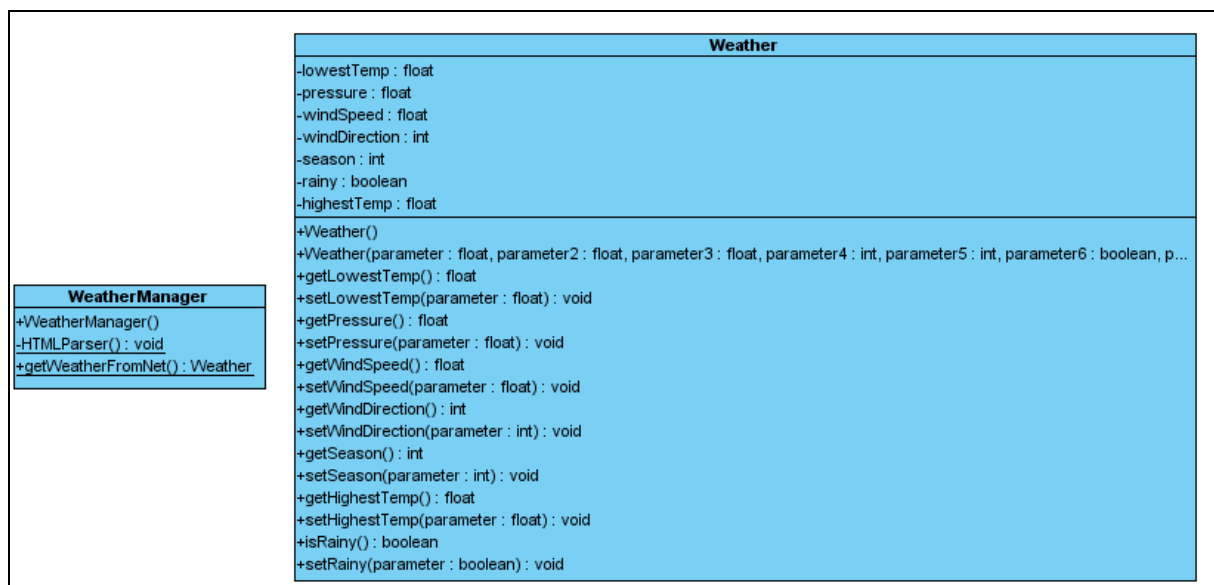 WeatherManager
+WeatherManager()
-HTMLParser() : void
+getWeatherFromNet() : Weather
Weather
-lowestTemp : float
-pressure : float
-windSpeed : float
-windDirection : int
-season : int
-rainy : boolean
-highestTemp : float
+Weather()
+Weather(parameter : float, parameter2 : float, parameter3 : float, parameter4 : int, parameter5 : int, parameter6 : boolean, p...
+getLowestTemp() : float
+setLowestTemp(parameter : float) : void
+getPressure() : float
+setPressure(parameter : float) : void
+getWindSpeed() : float
+setWindSpeed(parameter : float) : void
+getWindDirection() : int
+setWindDirection(parameter : int) : void
+getSeason() : int
+setSeason(parameter : int) : void
+getHighestTemp() : float
+setHighestTemp(parameter : float) : void
+isRainy() : boolean
+setRainy(parameter : boolean) : void